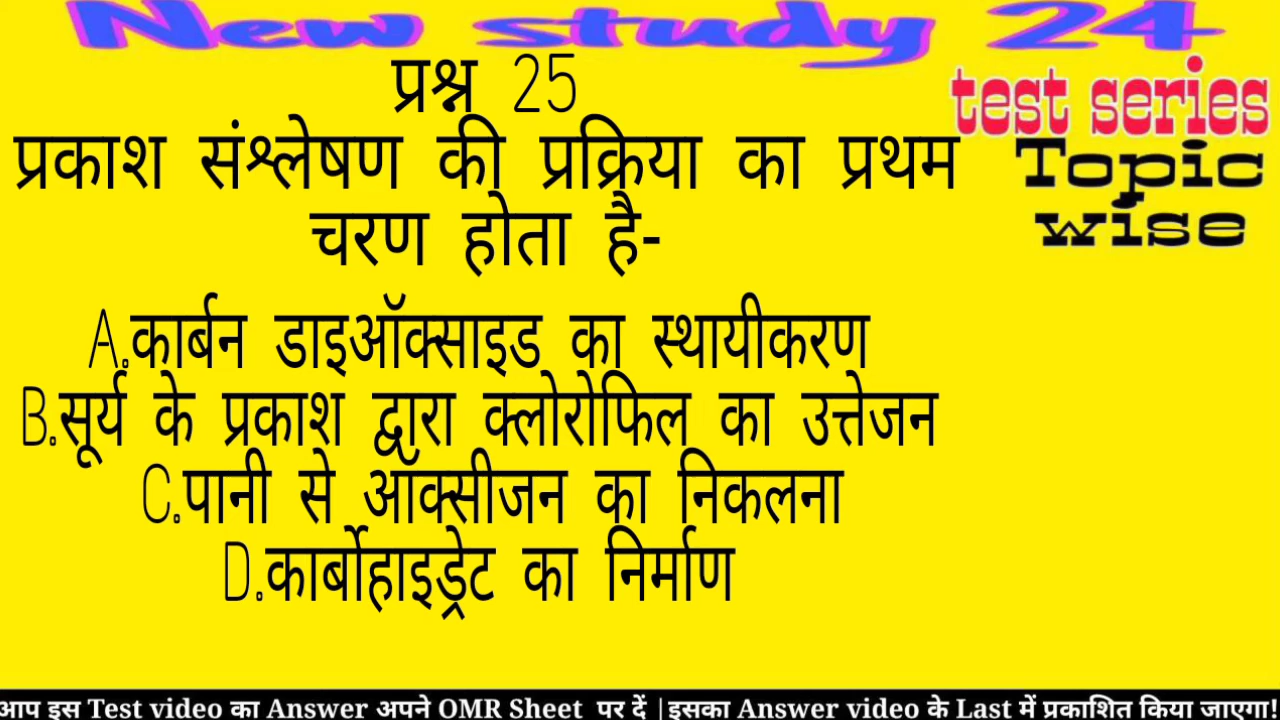 New study 24
test series
Topic
wise
प्रश्न 25
प्रकाश संश्लेषण की प्रक्रिया का प्रथम
चरण होता है-
A.कार्बन डाइऑक्साइड का स्थायीकरण
B.सूर्य के प्रकाश द्वारा क्लोरोफिल का उत्तेजन
C.पानी से ऑक्सीजन का निकलना
D.कार्बोहाइड्रेट का निर्माण
आप इस Test video का Answer अपने OMR Sheet पर दें |इसका Answer video के Last में प्रकाशित किया जाएगा!